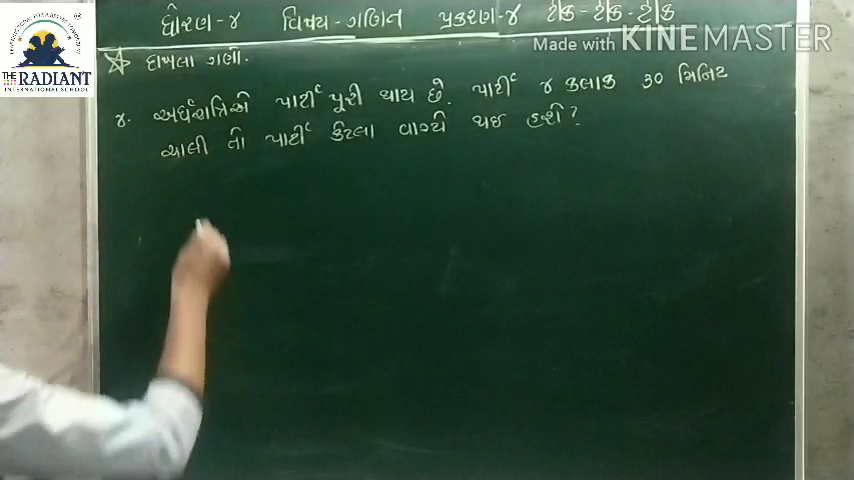 ધોરણ-૪ વિષય-ગણિત પ્રકરણ-૪ ટીક-ટીક-ટીક
Made with KINEMASTER
THE RADIANT
INTERNATIONAL SCHOOL
દાખલા ગણો.
૪. અર્ધરાત્રિએ પાર્ટી પૂરી થાય છે. પાર્ટી ૪ કલાક ૩૦ મિનિટ
ચાલી તો પાર્ટી કેટલા વાગ્યે થઇ હશે?